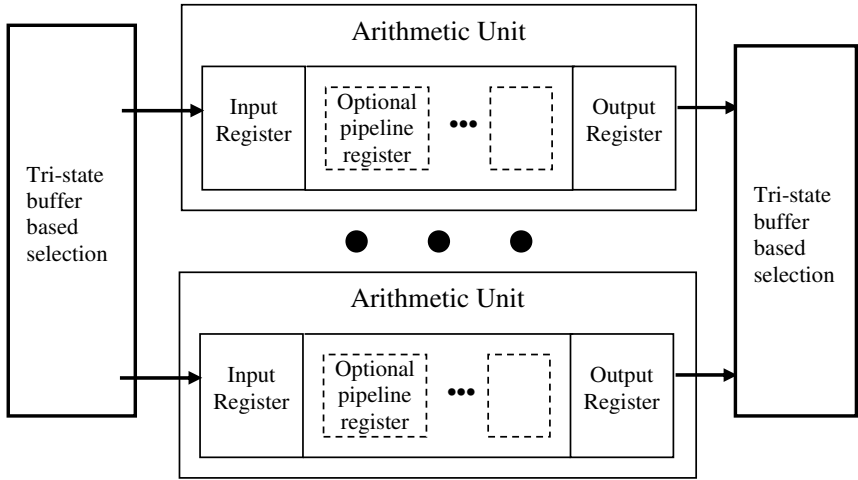 Tri-state
buffer
based
selection
Arithmetic Unit
Input
Register
Optional
pipeline
register
Output
Register
Arithmetic Unit
Input
Register
Optional
pipeline
register
Output
Register
Tri-state
buffer
based
selection